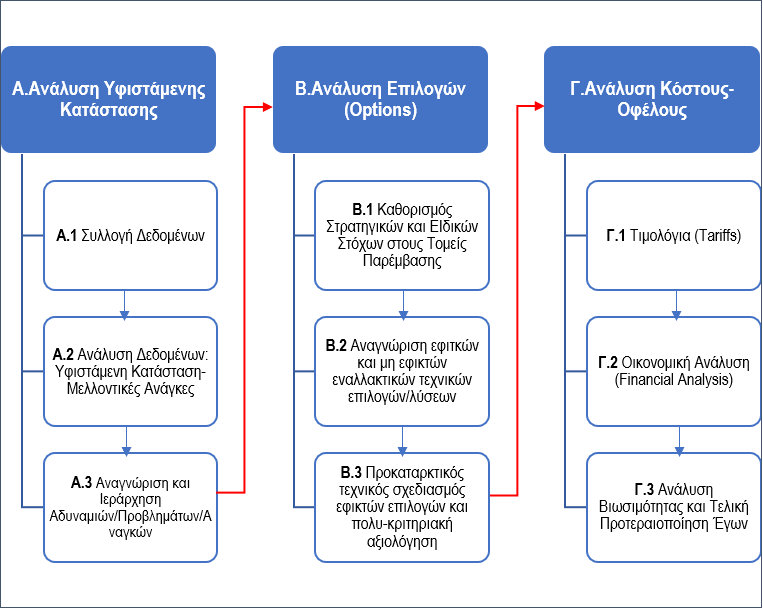 Α.Ανάλυση Υφιστάμενης
Κατάστασης
Α.1 Συλλογή Δεδομένων
Α.2 Ανάλυση Δεδομένων:
Υφιστάμενη Κατάσταση-
Μελλοντικές Ανάγκες
Α.3 Αναγνώριση και
Ιεράρχηση
Αδυναμιών/Προβλημάτων/Α
ναγκών
Β.Ανάλυση Επιλογών
(Options)
Β.1 Καθορισμός
Στρατηγικών και ΕΙδικών
Στόχων στους Τομείς
Παρέμβασης
Β.2 Αναγνώριση εφιτκών
και μη εφικτών
εναλλακτικών τεχνικών
επιλογών/λύσεων
Β.3 Προκαταρκτικός
τεχνικός σχεδιασμός
εφικτών επιλογών και
πολυ-κριτηριακή
αξιολόγηση
Γ.Ανάλυση Κόστους-
Οφέλους
Γ.1 Τιμολόγια (Tariffs)
Γ.2 Οικονομική Ανάλυση
(Financial Analysis)
Γ.3 Ανάλυση
Βιωσιμότητας και Τελική
Προτεραιοποίηση Έγων